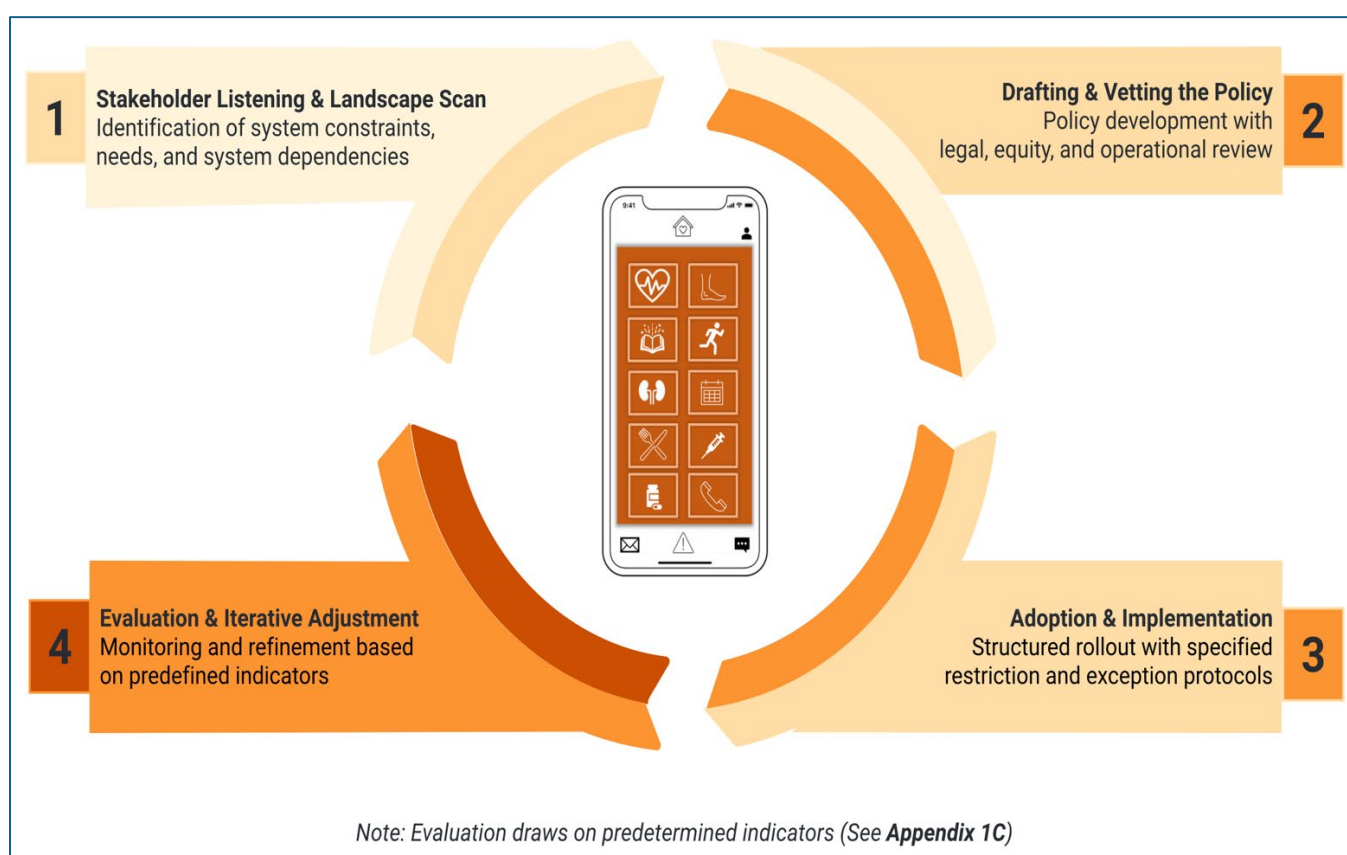 1
Stakeholder Listening & Landscape Scan
Identification of system constraints,
needs, and system dependencies
Drafting & Vetting the Policy
Policy development with
legal, equity, and operational review
2
9:41
4
Evaluation & Iterative Adjustment
Monitoring and refinement based
on predefined indicators
Adoption & Implementation
Structured rollout with specified
restriction and exception protocols
3
Note: Evaluation draws on predetermined indicators (See Appendix 1C)